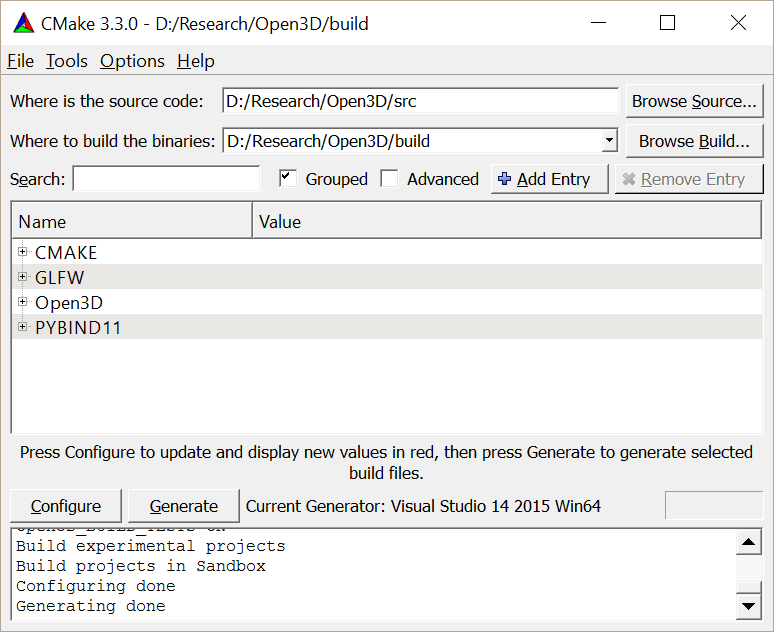 CMake 3.3.0 - D:/Research/Open3D/build
File Tools Options Help
Where is the source code: D:/Research/Open3D/src Browse Source...
Where to build the binaries: D:/Research/Open3D/build Browse Build...
Search: Grouped Advanced Add Entry Remove Entry
Name Value
CMAKE
GLFW
Open3D
PYBIND11
Press Configure to update and display new values in red, then press Generate to generate selected
build files.
Configure Generate Current Generator: Visual Studio 14 2015 Win64
Build experimental projects
Build projects in Sandbox
Configuring done
Generating done